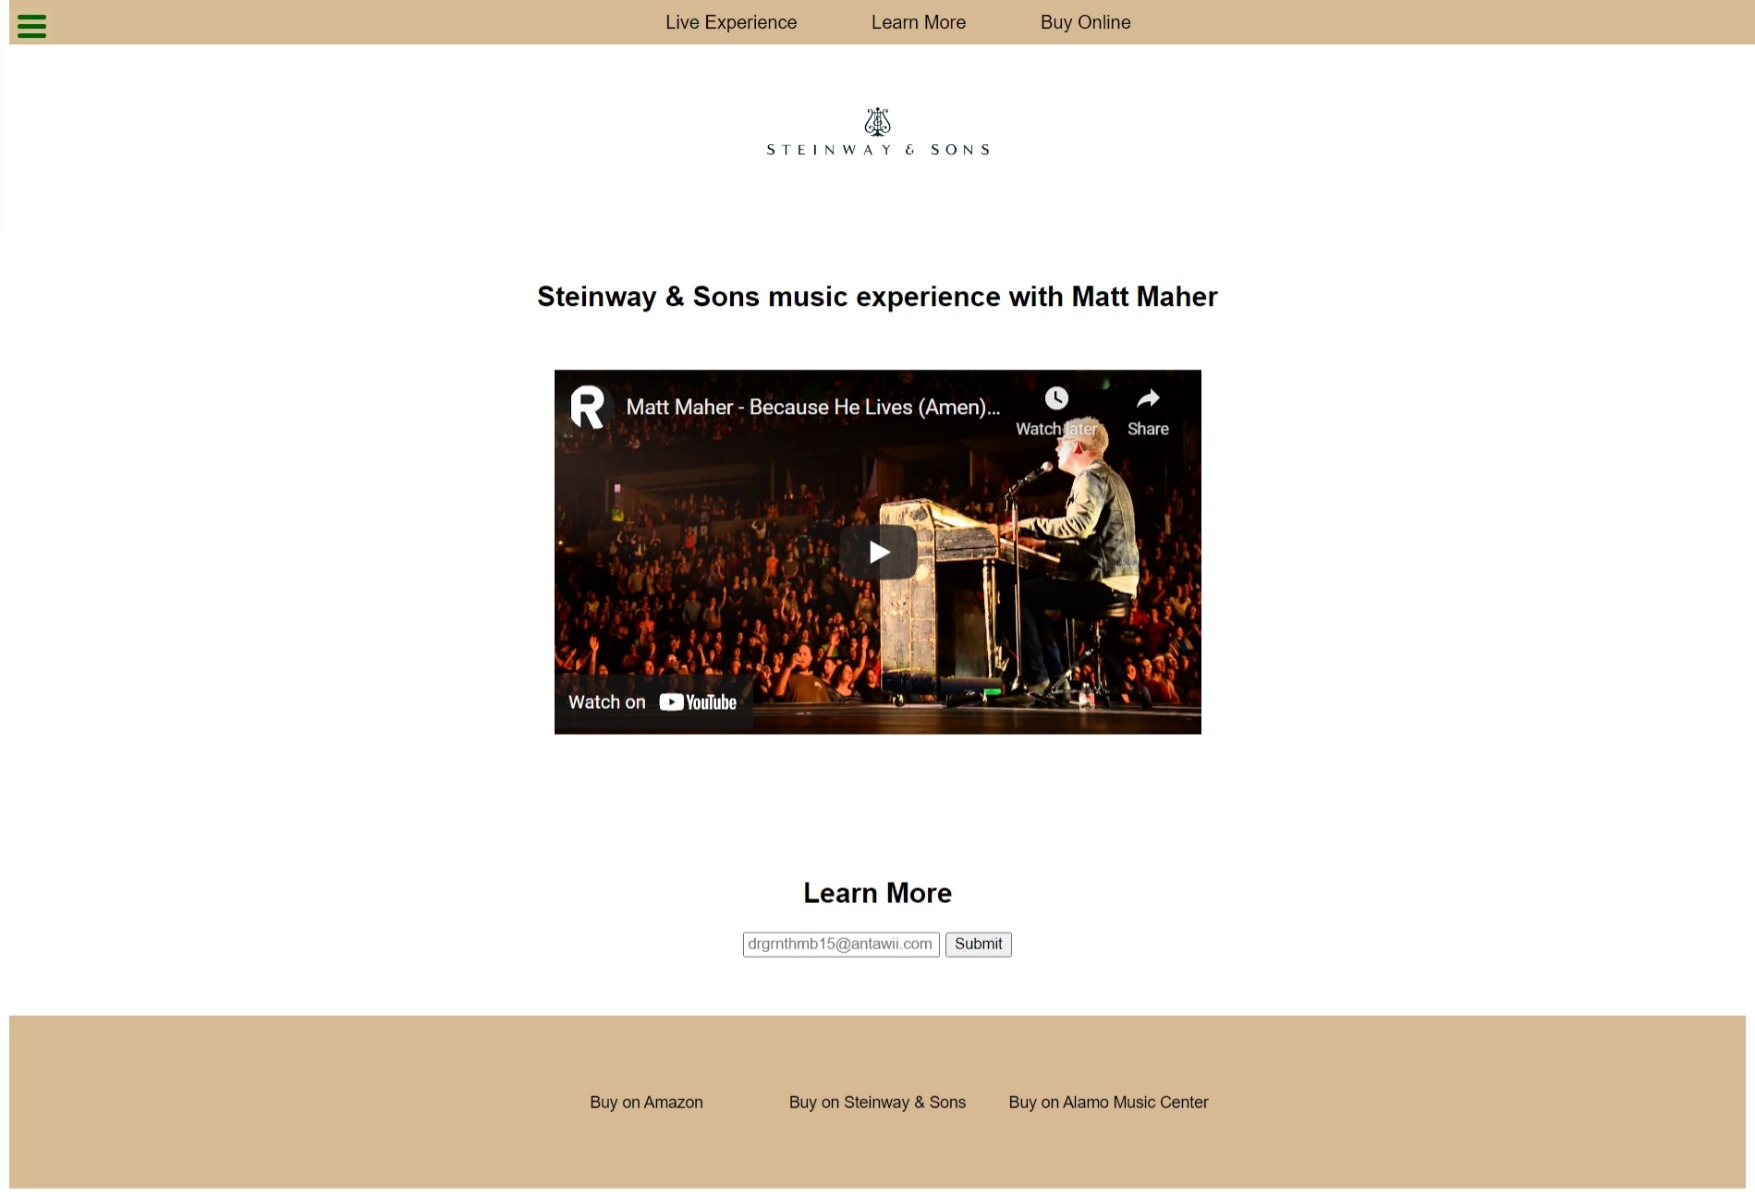 Live Experience
Learn More
Buy Online
STEINWAY & SONS
Steinway & Sons music experience with Matt Maher
Matt Maher - Because He Lives (Amen)...
Watch later
Share
Watch on YouTube
Learn More
drgrnthmb15@antawii.com
Submit
Buy on Amazon
Buy on Steinway & Sons
Buy on Alamo Music Center